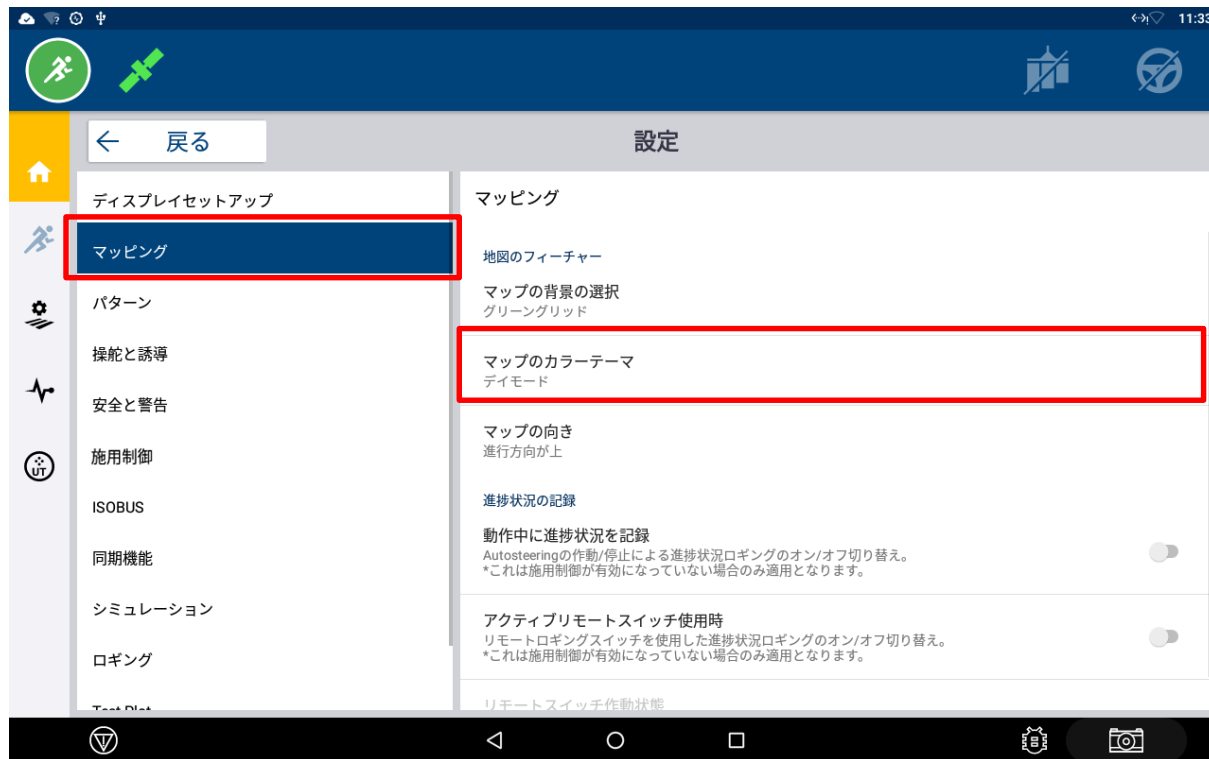 11:33
← 戻る
設定
ディスプレイセットアップ
マッピング
パターン
操舵と誘導
安全と警告
施用制御
ISOBUS
同期機能
シミュレーション
ロギング
Test Plot
マッピング
地図のフィーチャー
マップの背景の選択
グリーングリッド
マップのカラーテーマ
デイモード
マップの向き
進行方向が上
進捗状況の記録
動作中に進捗状況を記録
Autosteeringの作動/停止による進捗状況ロギングのオン/オフ切り替え。
*これは施用制御が有効になっていない場合のみ適用となります。
アクティブリモートスイッチ使用時
リモートロギングスイッチを使用した進捗状況ロギングのオン/オフ切り替え。
*これは施用制御が有効になっていない場合のみ適用となります。
リモートスイッチ作動状態
UT